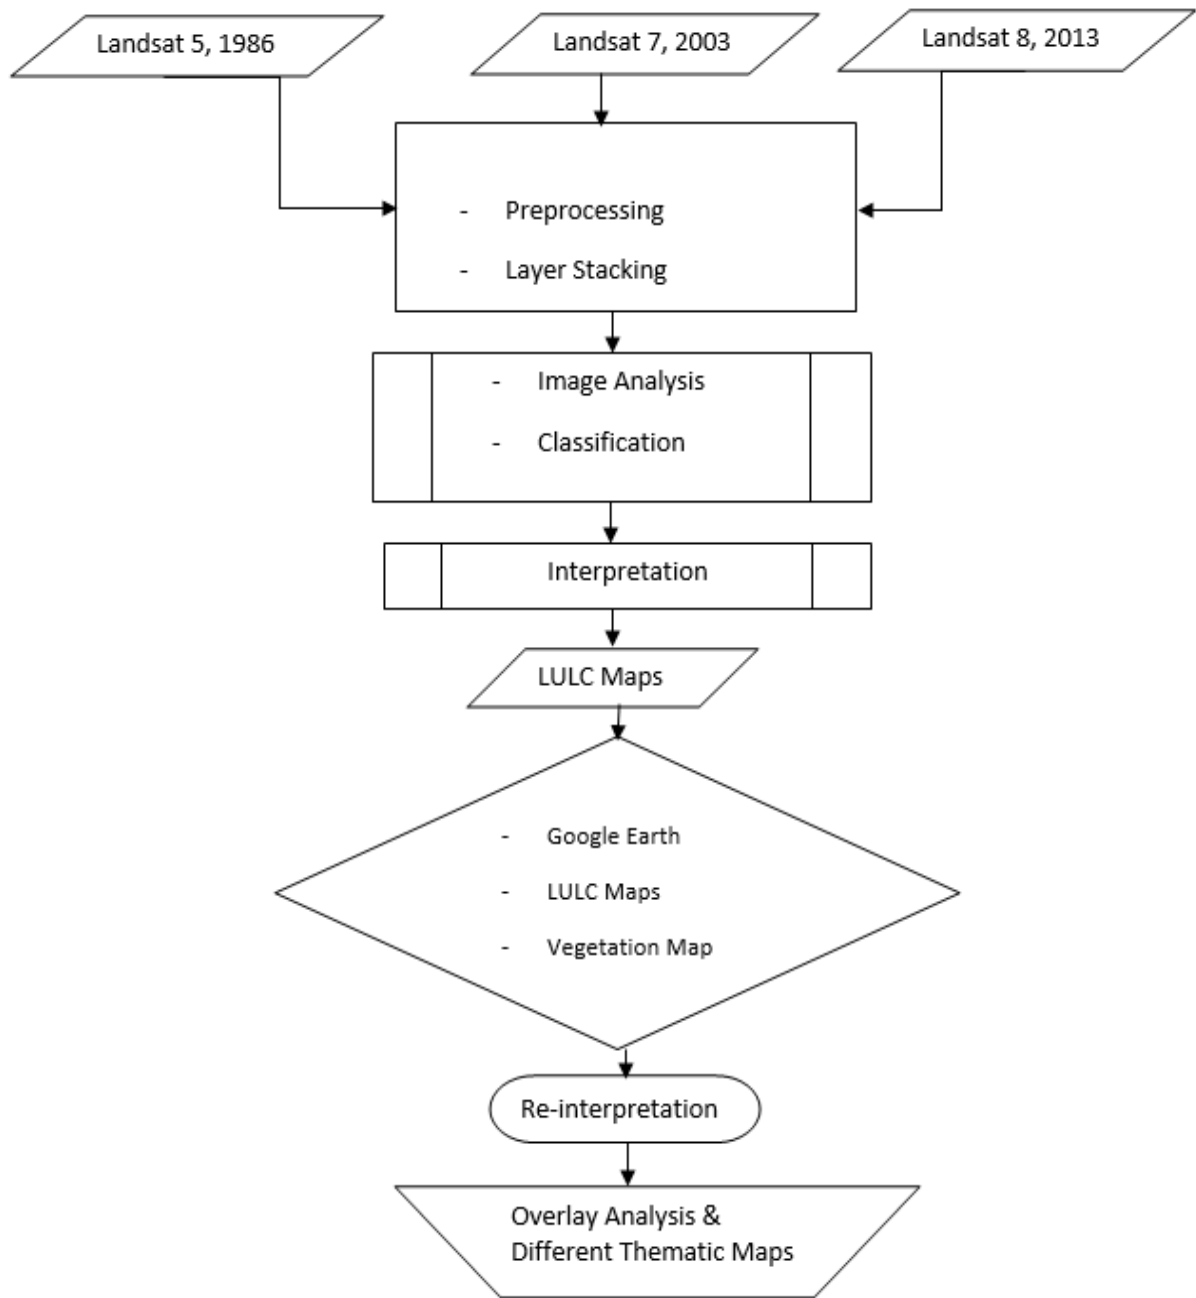 Landsat 5, 1986
Landsat 7, 2003
Landsat 8, 2013
- Preprocessing
- Layer Stacking
- Image Analysis
- Classification
Interpretation
LULC Maps
- Google Earth
- LULC Maps
- Vegetation Map
Re-interpretation
Overlay Analysis &
Different Thematic Maps